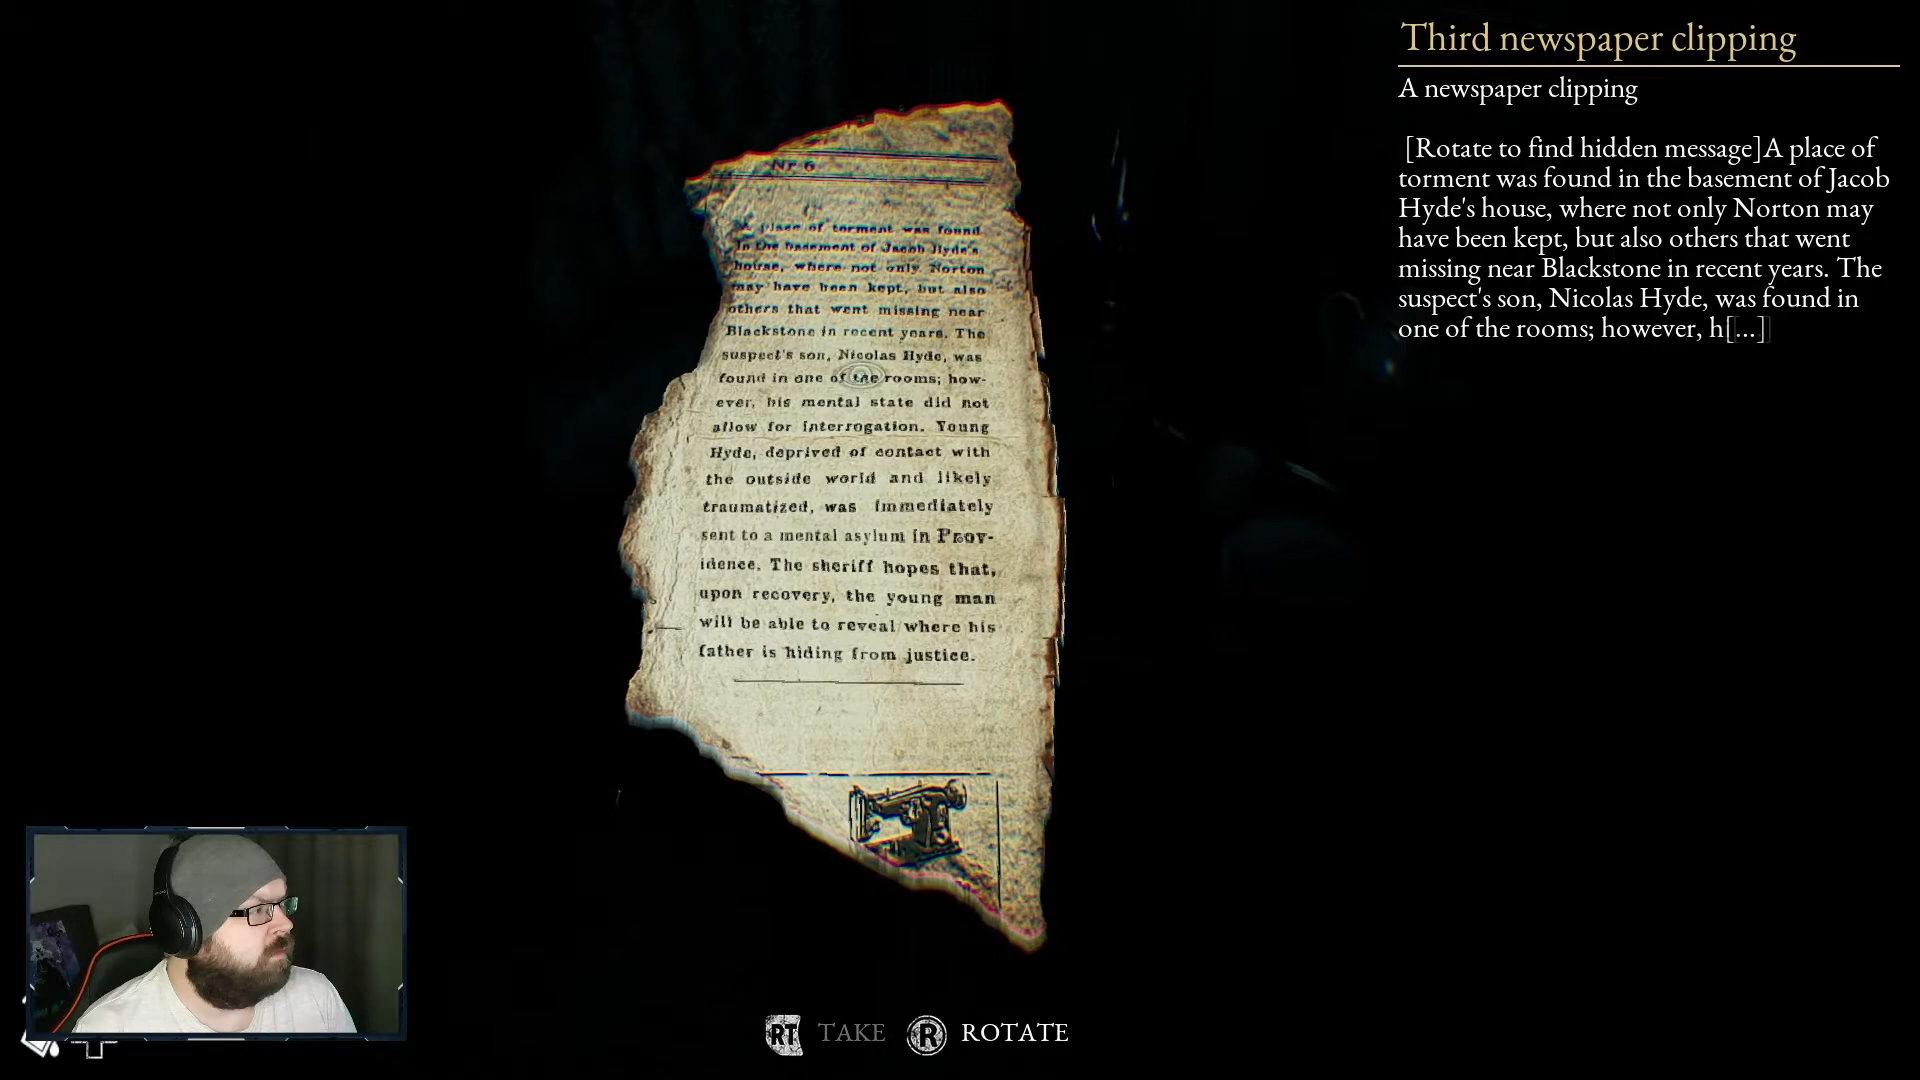 Third newspaper clipping
A newspaper clipping
[Rotate to find hidden message]A place of
torment was found in the basement of Jacob
Hyde's house, where not only Norton may
have been kept, but also others that went
missing near Blackstone in recent years. The
suspect's son, Nicolas Hyde, was found in
one of the rooms; however, h[...]
Nr 6
A place of torment was found
in the basement of Jacob Hyde's
house, where not only Norton
may have been kept, but also
others that went missing near
Blackstone in recent years. The
suspect's son, Nicolas Hyde, was
found in one of the rooms; how-
ever, his mental state did not
allow for interrogation. Young
Hyde, deprived of contact with
the outside world and likely
traumatized, was immediately
sent to a mental asylum in Prov-
idence. The sheriff hopes that,
upon recovery, the young man
will be able to reveal where his
father is hiding from justice.
RT TAKE R ROTATE